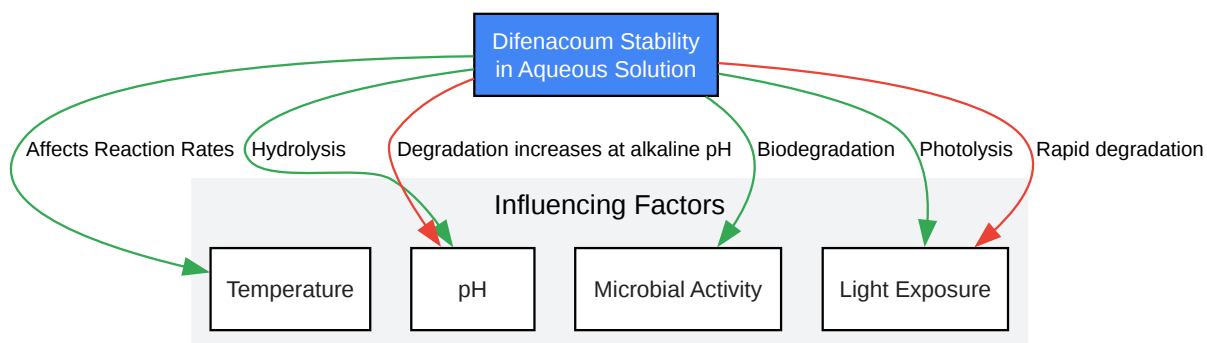 Difenacoum Stability
in Aqueous Solution
Affects Reaction Rates
Hydrolysis
Degradation increases at alkaline pH
Biodegradation
Photolysis
Rapid degradation
Influencing Factors
Temperature
pH
Microbial Activity
Light Exposure